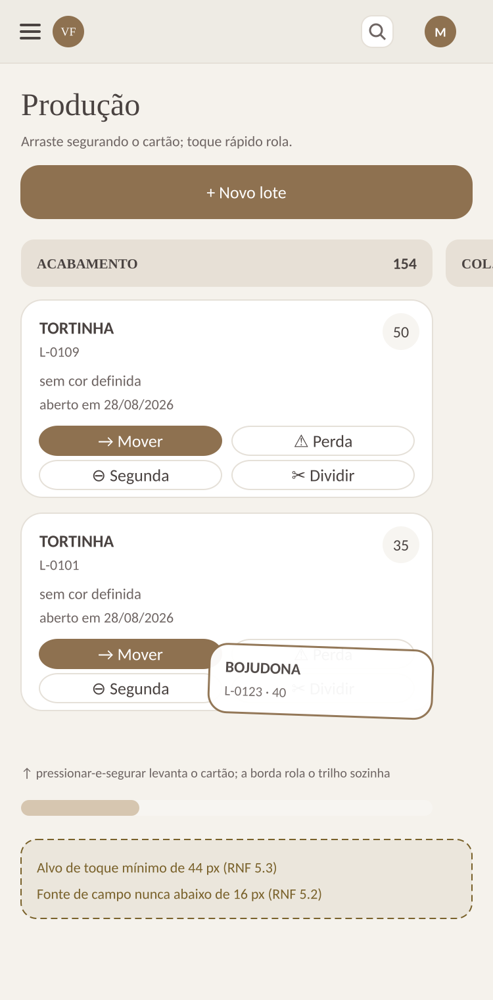 VF
M
Produção
Arraste segurando o cartão; toque rápido rola.
+ Novo lote
ACABAMENTO 154
COL.
TORTINHA 50
L-0109
sem cor definida
aberto em 28/08/2026
→ Mover ⚠ Perda
⊖ Segunda ✂ Dividir
TORTINHA 35
L-0101
sem cor definida
aberto em 28/08/2026
→ Mover ⚠ Perda
⊖ Segunda ✂ Dividir
BOJUDONA
L-0123 · 40
↑ pressionar-e-segurar levanta o cartão; a borda rola o trilho sozinha
Alvo de toque mínimo de 44 px (RNF 5.3)
Fonte de campo nunca abaixo de 16 px (RNF 5.2)